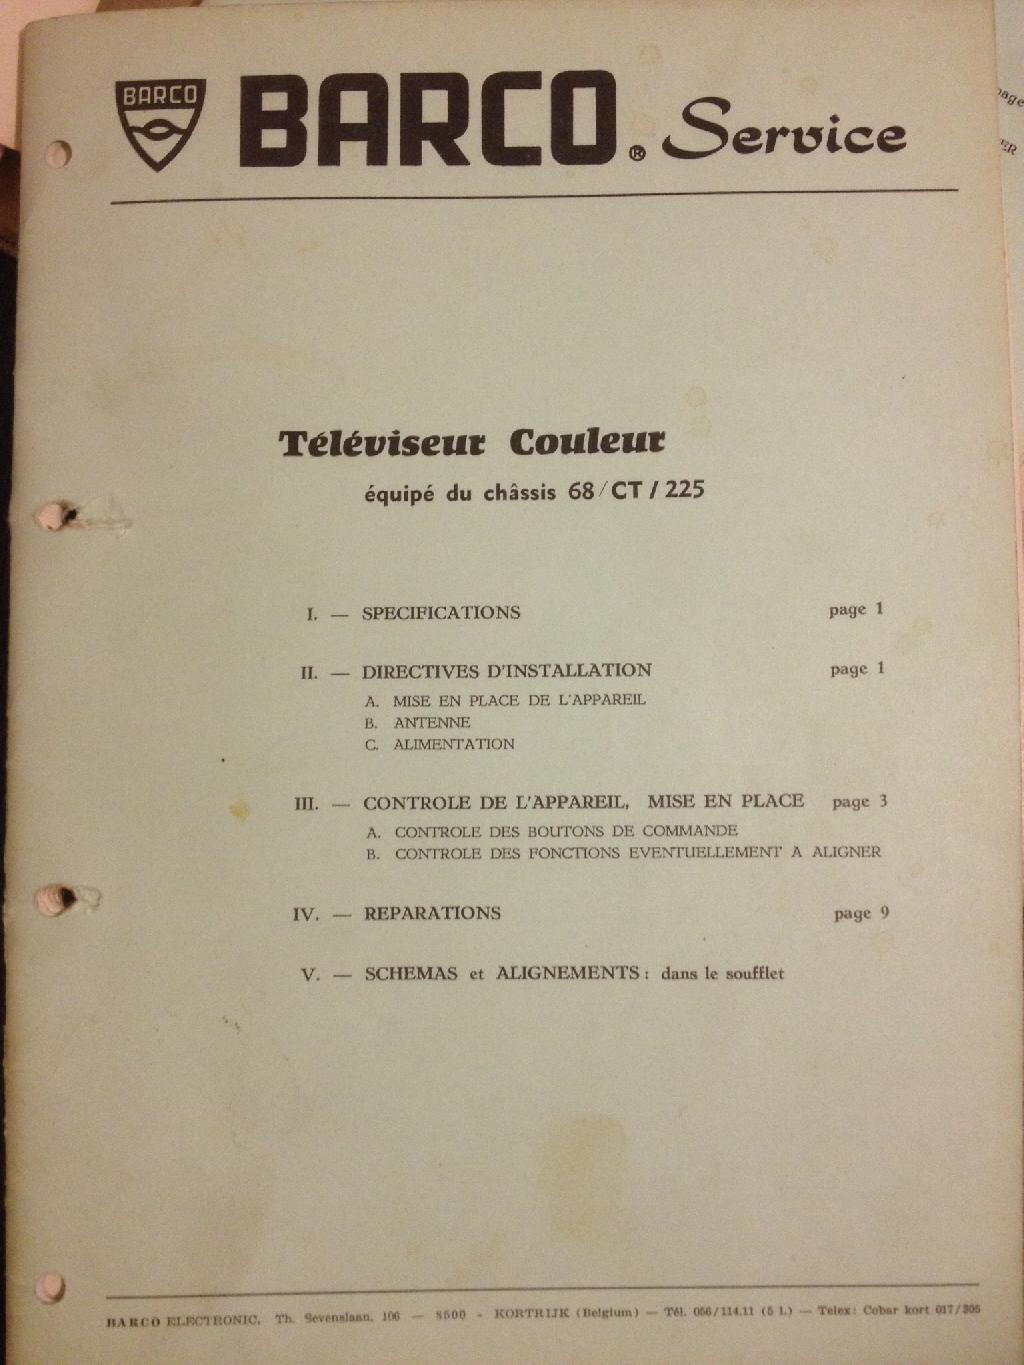 BARCO
BARCO® Service
page
ER
Téléviseur Couleur
équipé du châssis 68/CT/225
I. — SPECIFICATIONS page 1
II. — DIRECTIVES D'INSTALLATION page 1
A. MISE EN PLACE DE L'APPAREIL
B. ANTENNE
C. ALIMENTATION
III. — CONTROLE DE L'APPAREIL, MISE EN PLACE page 3
A. CONTROLE DES BOUTONS DE COMMANDE
B. CONTROLE DES FONCTIONS EVENTUELLEMENT A ALIGNER
IV. — REPARATIONS page 9
V. — SCHEMAS et ALIGNEMENTS : dans le soufflet
BARCO ELECTRONIC, Th. Sevenslaan, 106 — 8500 - KORTRIJK (Belgium) — Tél. 056/114.11 (5 l.) — Telex: Cobar kort 017/305